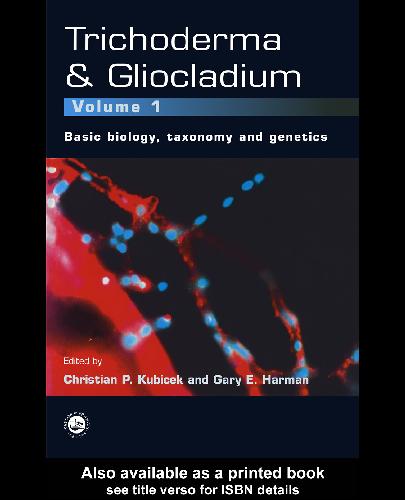 Trichoderma
& Gliocladium
Volume 1
Basic biology, taxonomy and genetics
Edited by
Christian P. Kubicek and Gary E. Harman
Also available as a printed book
see title verso for ISBN details